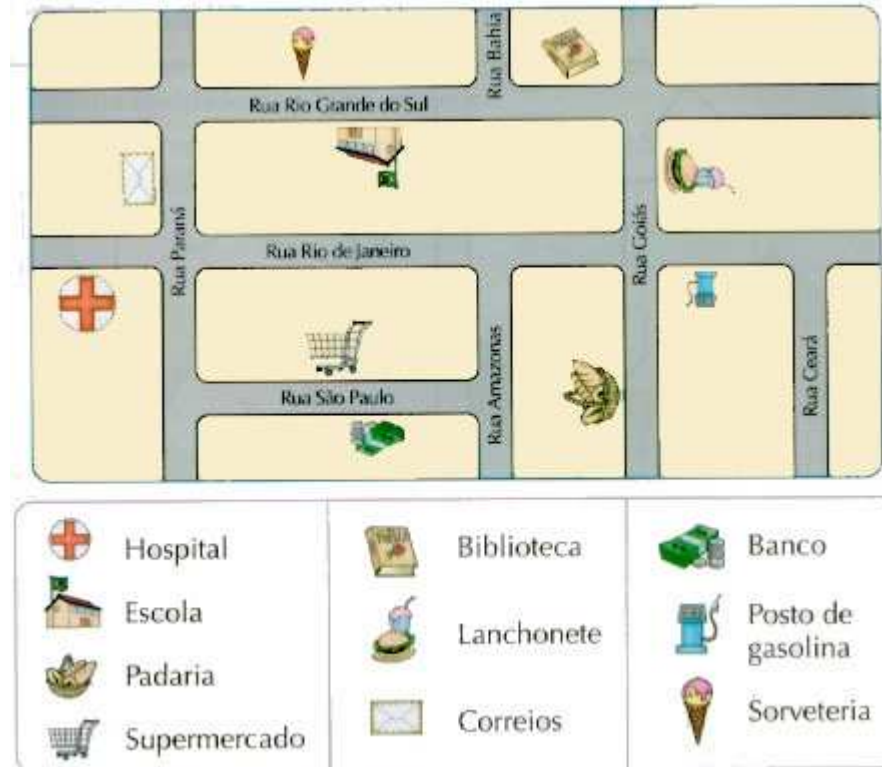 Rua Bahia
Rua Rio Grande do Sul
Rua Paraná
Rua Rio de Janeiro
Rua Goiás
Rua São Paulo
Rua Amazonas
Rua Ceará
Hospital
Escola
Padaria
Supermercado
Biblioteca
Lanchonete
Correios
Banco
Posto de
gasolina
Sorveteria